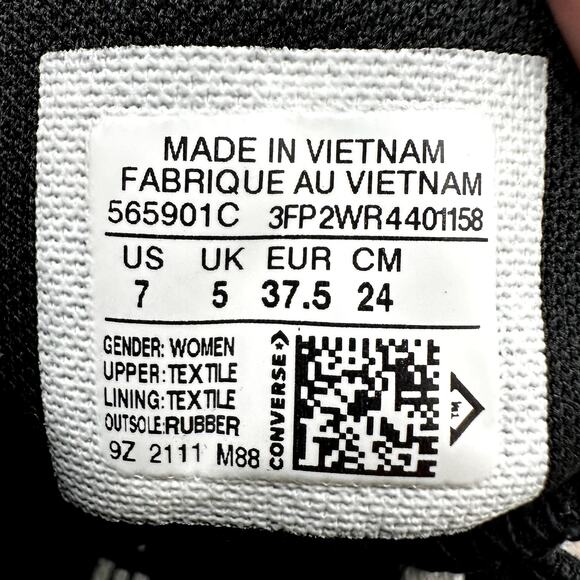 MADE IN VIETNAM
FABRIQUE AU VIETNAM
565901C 3FP2WR4401158
US UK EUR CM
7 5 37.5 24
GENDER: WOMEN
UPPER:TEXTILE
LINING:TEXTILE
OUTSOLE:RUBBER
9Z 2111 M88
CONVERSE